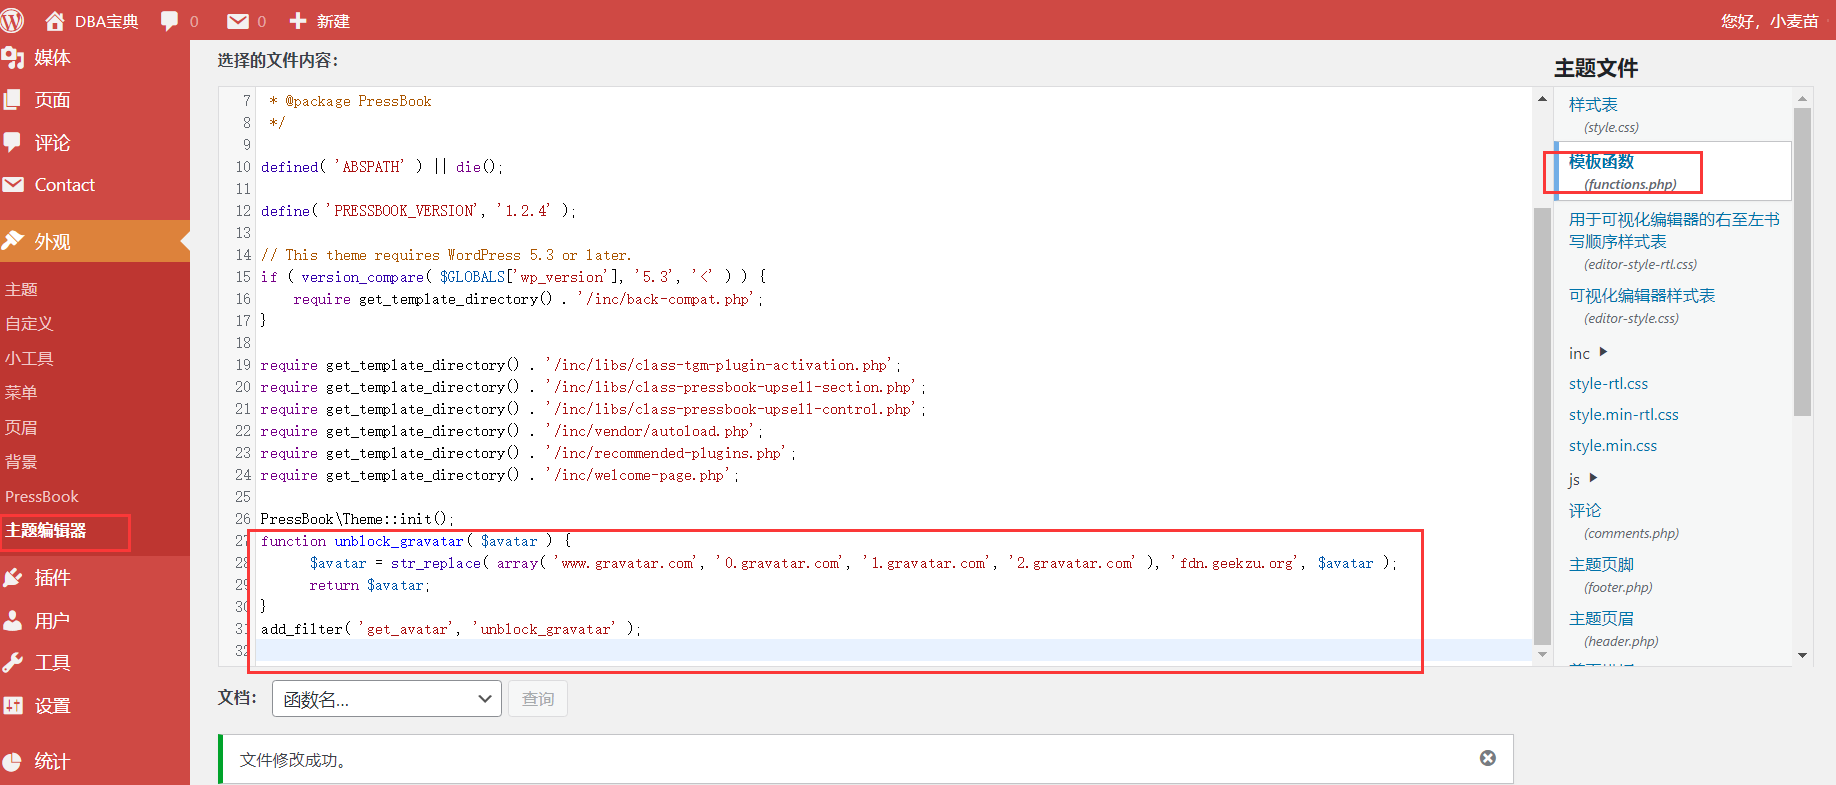 DBA宝典 0 0 新建 您好，小麦苗
媒体
页面
评论
Contact
外观
主题
自定义
小工具
菜单
页眉
背景
PressBook
主题编辑器
插件
用户
工具
设置
统计
选择的文件内容：
7 * @package PressBook
8 */
9
10 defined( 'ABSPATH' ) || die();
11
12 define( 'PRESSBOOK_VERSION', '1.2.4' );
13
14 // This theme requires WordPress 5.3 or later.
15 if ( version_compare( $GLOBALS['wp_version'], '5.3', '<' ) ) {
16 require get_template_directory() . '/inc/back-compat.php';
17 }
18
19 require get_template_directory() . '/inc/libs/class-tgm-plugin-activation.php';
20 require get_template_directory() . '/inc/libs/class-pressbook-upsell-section.php';
21 require get_template_directory() . '/inc/libs/class-pressbook-upsell-control.php';
22 require get_template_directory() . '/inc/vendor/autoload.php';
23 require get_template_directory() . '/inc/recommended-plugins.php';
24 require get_template_directory() . '/inc/welcome-page.php';
25
26 PressBook\Theme::init();
27 function unblock_gravatar( $avatar ) {
28 $avatar = str_replace( array( 'www.gravatar.com', '0.gravatar.com', '1.gravatar.com', '2.gravatar.com' ), 'fdn.geekzu.org', $avatar );
29 return $avatar;
30 }
31 add_filter( 'get_avatar', 'unblock_gravatar' );
32
文档： 函数名... 查询
文件修改成功。
主题文件
样式表
(style.css)
模板函数
(functions.php)
用于可视化编辑器的右至左书
写顺序样式表
(editor-style-rtl.css)
可视化编辑器样式表
(editor-style.css)
inc
style-rtl.css
style.min-rtl.css
style.min.css
js
评论
(comments.php)
主题页脚
(footer.php)
主题页眉
(header.php)